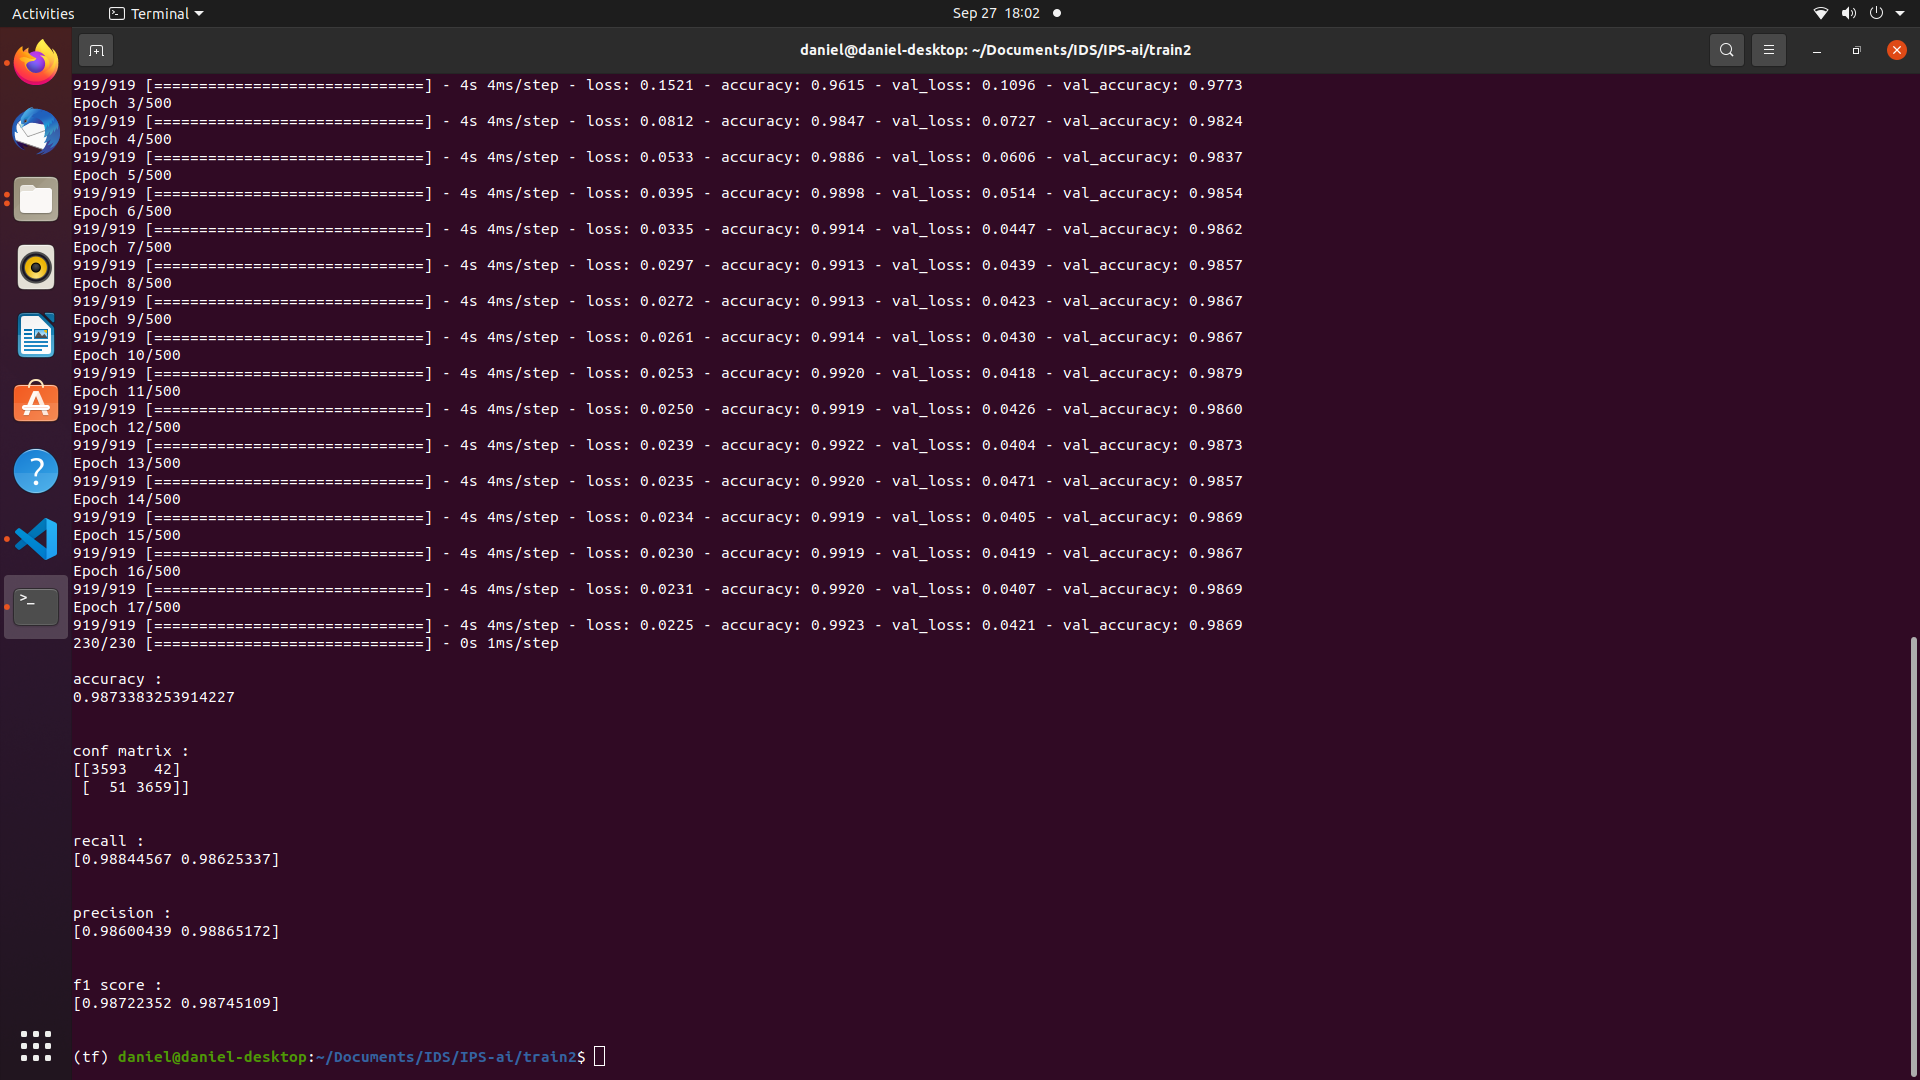 Activities
Terminal
Sep 27 18:02
daniel@daniel-desktop: ~/Documents/IDS/IPS-ai/train2
919/919 [==============================] - 4s 4ms/step - loss: 0.1521 - accuracy: 0.9615 - val_loss: 0.1096 - val_accuracy: 0.9773
Epoch 3/500
919/919 [==============================] - 4s 4ms/step - loss: 0.0812 - accuracy: 0.9847 - val_loss: 0.0727 - val_accuracy: 0.9824
Epoch 4/500
919/919 [==============================] - 4s 4ms/step - loss: 0.0533 - accuracy: 0.9886 - val_loss: 0.0606 - val_accuracy: 0.9837
Epoch 5/500
919/919 [==============================] - 4s 4ms/step - loss: 0.0395 - accuracy: 0.9898 - val_loss: 0.0514 - val_accuracy: 0.9854
Epoch 6/500
919/919 [==============================] - 4s 4ms/step - loss: 0.0335 - accuracy: 0.9914 - val_loss: 0.0447 - val_accuracy: 0.9862
Epoch 7/500
919/919 [==============================] - 4s 4ms/step - loss: 0.0297 - accuracy: 0.9913 - val_loss: 0.0439 - val_accuracy: 0.9857
Epoch 8/500
919/919 [==============================] - 4s 4ms/step - loss: 0.0272 - accuracy: 0.9913 - val_loss: 0.0423 - val_accuracy: 0.9867
Epoch 9/500
919/919 [==============================] - 4s 4ms/step - loss: 0.0261 - accuracy: 0.9914 - val_loss: 0.0430 - val_accuracy: 0.9867
Epoch 10/500
919/919 [==============================] - 4s 4ms/step - loss: 0.0253 - accuracy: 0.9920 - val_loss: 0.0418 - val_accuracy: 0.9879
Epoch 11/500
919/919 [==============================] - 4s 4ms/step - loss: 0.0250 - accuracy: 0.9919 - val_loss: 0.0426 - val_accuracy: 0.9860
Epoch 12/500
919/919 [==============================] - 4s 4ms/step - loss: 0.0239 - accuracy: 0.9922 - val_loss: 0.0404 - val_accuracy: 0.9873
Epoch 13/500
919/919 [==============================] - 4s 4ms/step - loss: 0.0235 - accuracy: 0.9920 - val_loss: 0.0471 - val_accuracy: 0.9857
Epoch 14/500
919/919 [==============================] - 4s 4ms/step - loss: 0.0234 - accuracy: 0.9919 - val_loss: 0.0405 - val_accuracy: 0.9869
Epoch 15/500
919/919 [==============================] - 4s 4ms/step - loss: 0.0230 - accuracy: 0.9919 - val_loss: 0.0419 - val_accuracy: 0.9867
Epoch 16/500
919/919 [==============================] - 4s 4ms/step - loss: 0.0231 - accuracy: 0.9920 - val_loss: 0.0407 - val_accuracy: 0.9869
Epoch 17/500
919/919 [==============================] - 4s 4ms/step - loss: 0.0225 - accuracy: 0.9923 - val_loss: 0.0421 - val_accuracy: 0.9869
230/230 [==============================] - 0s 1ms/step
accuracy :
0.9873383253914227
conf matrix :
[[3593   42]
 [  51 3659]]
recall :
[0.98844567 0.98625337]
precision :
[0.98600439 0.98865172]
f1 score :
[0.98722352 0.98745109]
(tf) daniel@daniel-desktop:~/Documents/IDS/IPS-ai/train2$